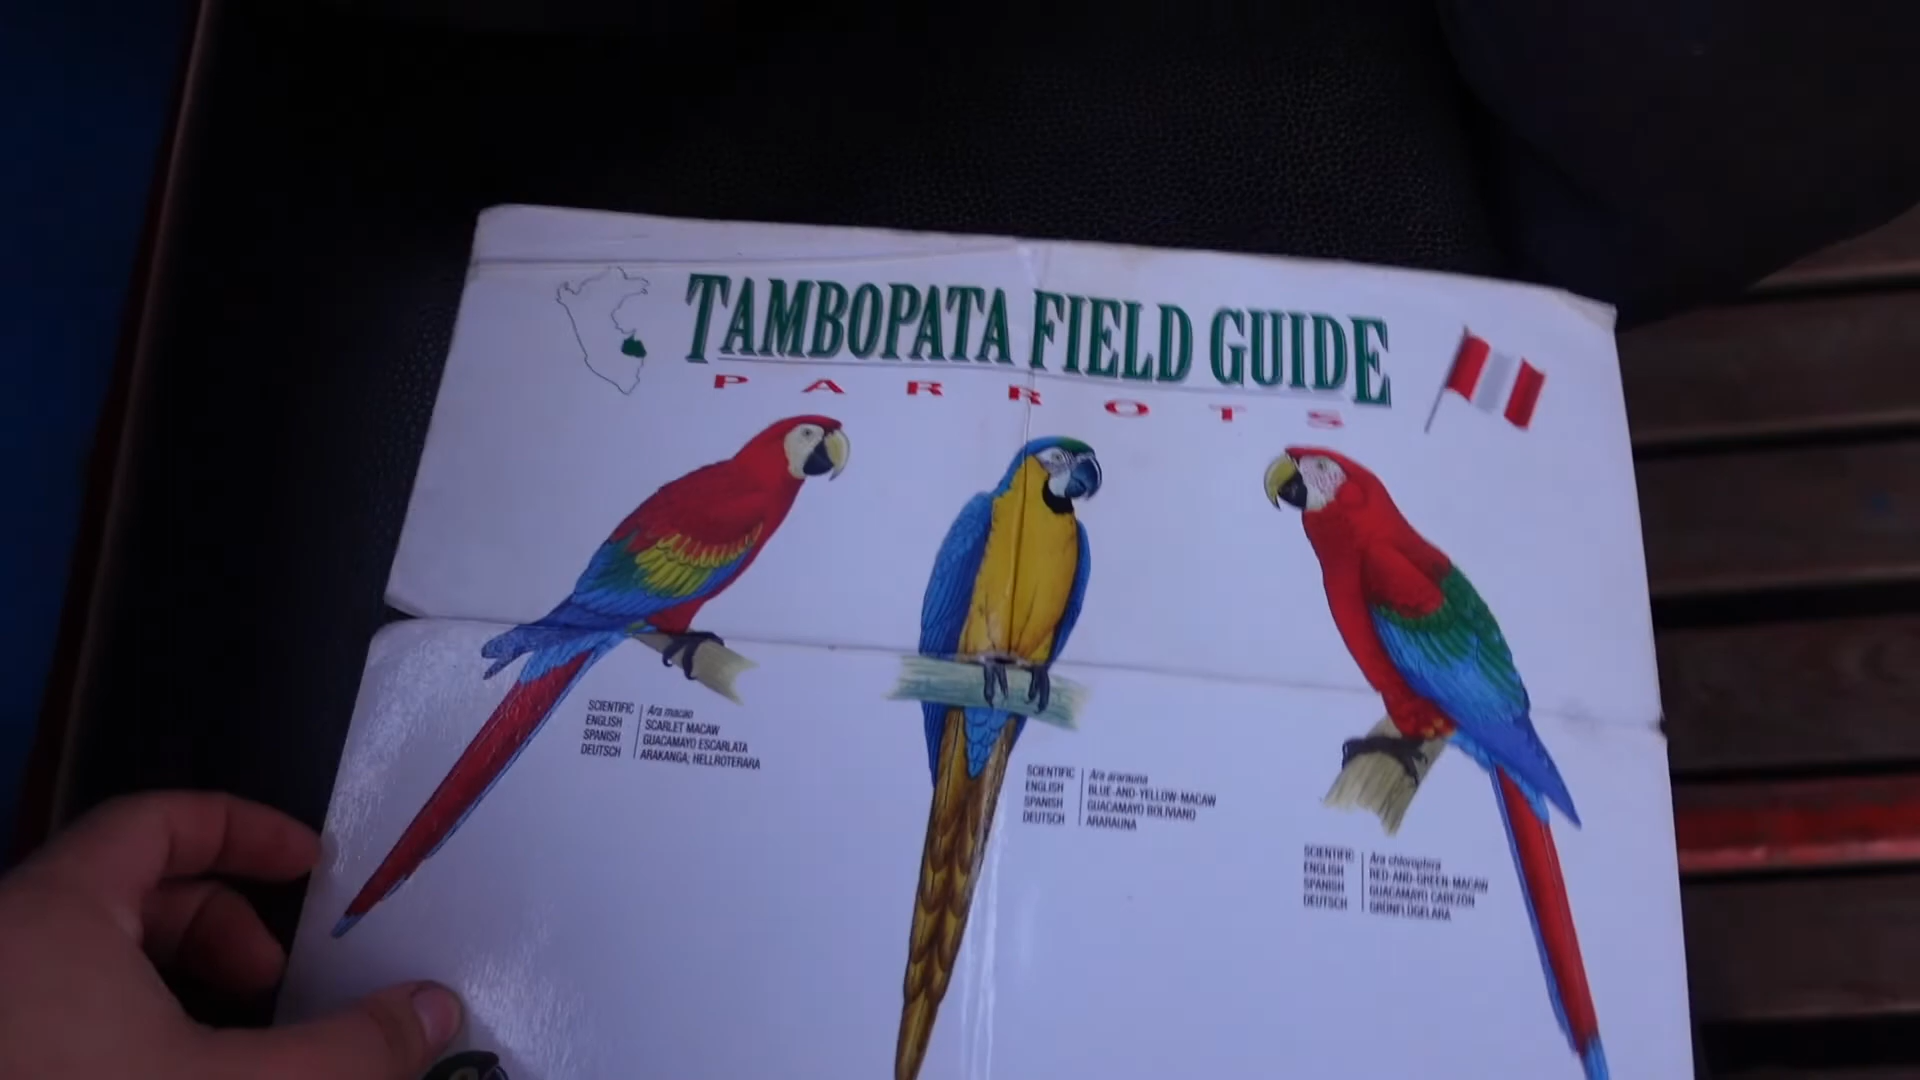 TAMBOPATA FIELD GUIDE
PARROTS
SCIENTIFIC Ara macao
ENGLISH SCARLET MACAW
SPANISH GUACAMAYO ESCARLATA
DEUTSCH ARAKANGA; HELLROTERARA
SCIENTIFIC Ara ararauna
ENGLISH BLUE-AND-YELLOW-MACAW
SPANISH GUACAMAYO BOLIVIANO
DEUTSCH ARARAUNA
SCIENTIFIC Ara chloroptera
ENGLISH RED-AND-GREEN-MACAW
SPANISH GUACAMAYO CABEZON
DEUTSCH GRÜNFLÜGELARA